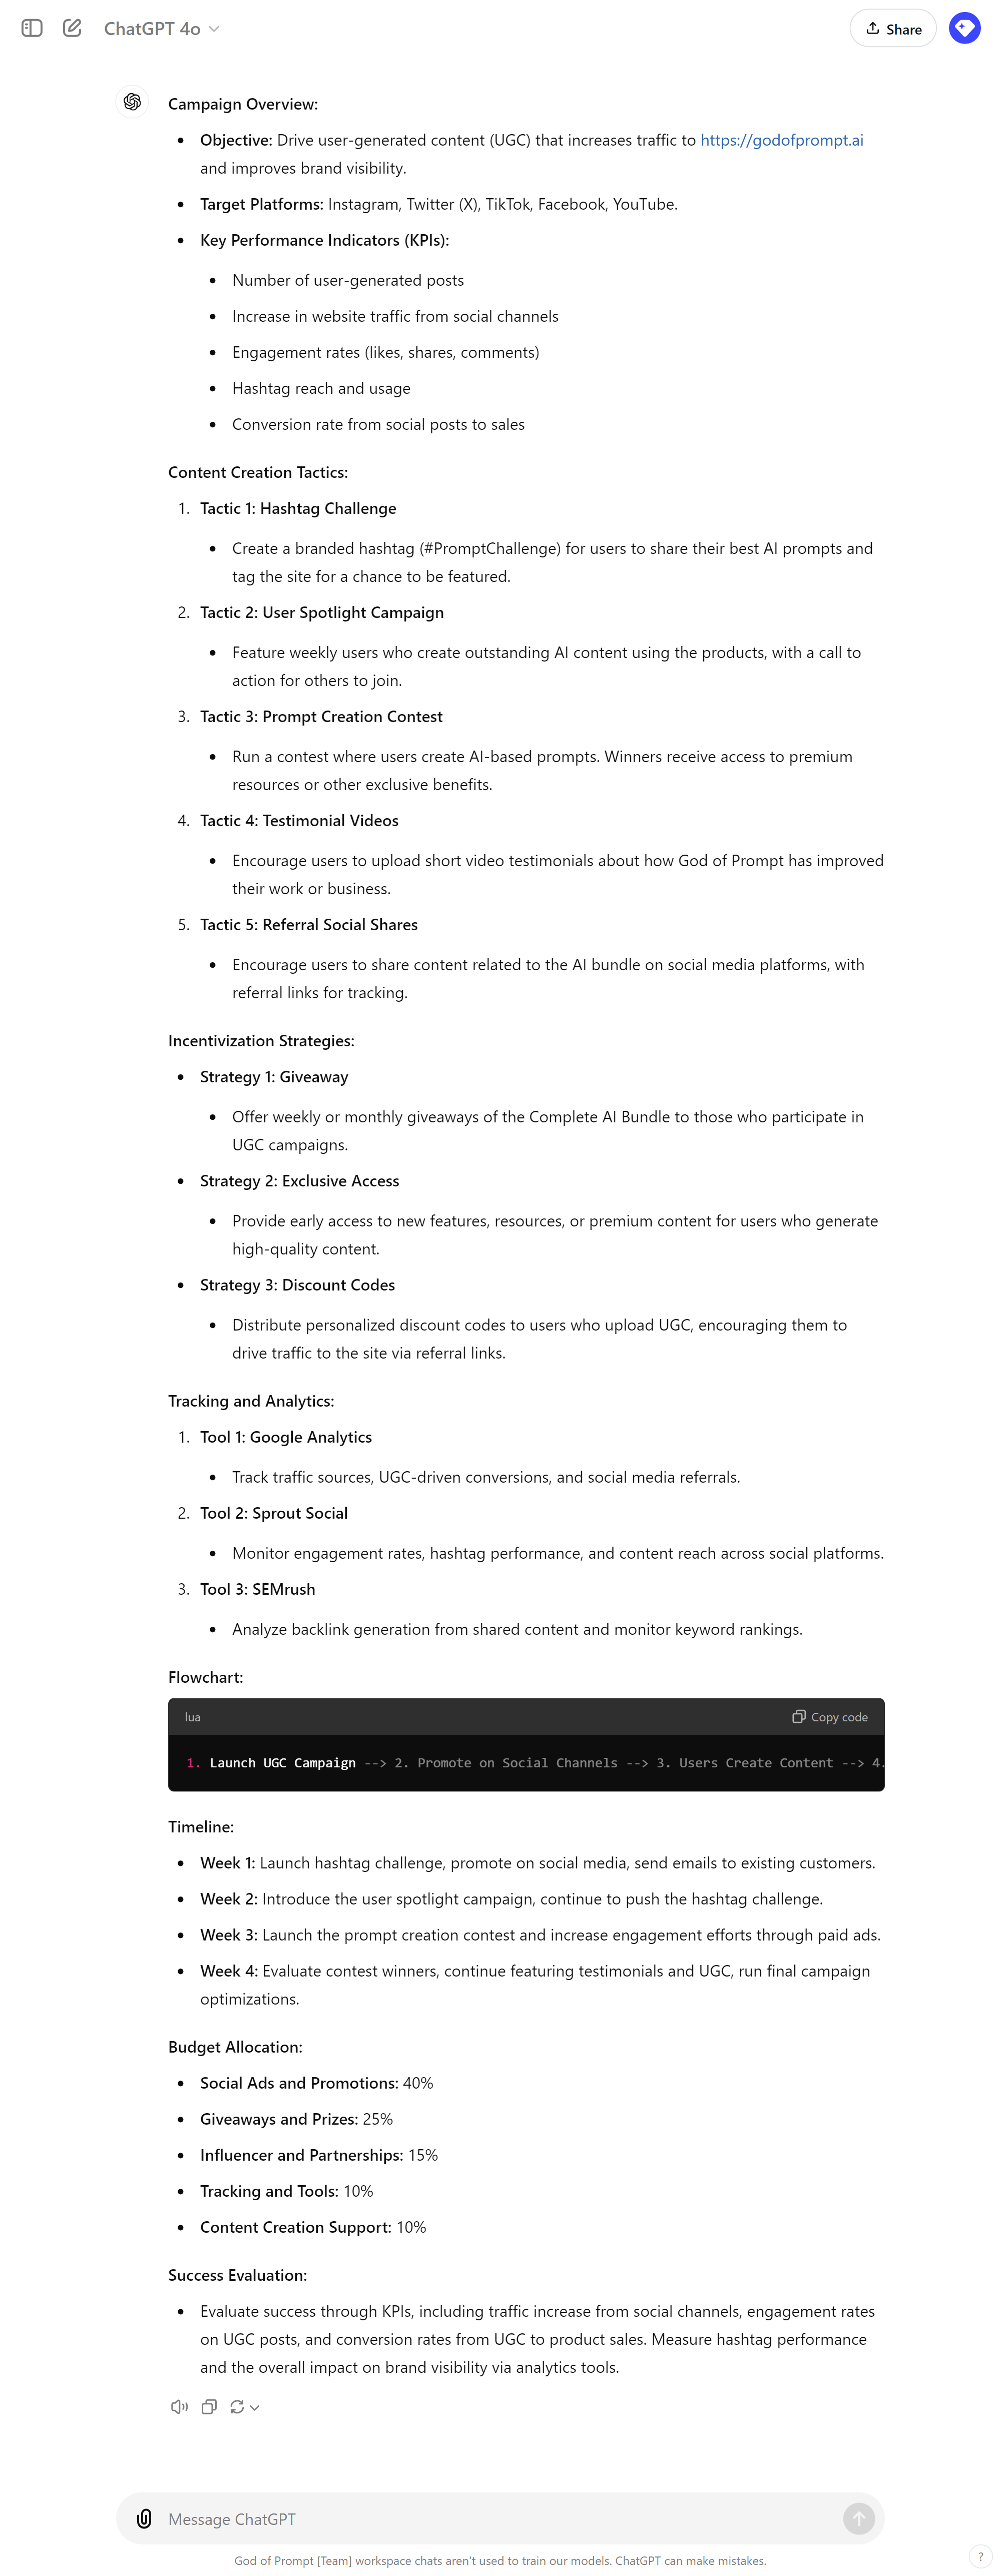 ChatGPT 4o
Share
Campaign Overview:
• Objective: Drive user-generated content (UGC) that increases traffic to https://godofprompt.ai
and improves brand visibility.
• Target Platforms: Instagram, Twitter (X), TikTok, Facebook, YouTube.
• Key Performance Indicators (KPIs):
• Number of user-generated posts
• Increase in website traffic from social channels
• Engagement rates (likes, shares, comments)
• Hashtag reach and usage
• Conversion rate from social posts to sales
Content Creation Tactics:
1. Tactic 1: Hashtag Challenge
• Create a branded hashtag (#PromptChallenge) for users to share their best AI prompts and
tag the site for a chance to be featured.
2. Tactic 2: User Spotlight Campaign
• Feature weekly users who create outstanding AI content using the products, with a call to
action for others to join.
3. Tactic 3: Prompt Creation Contest
• Run a contest where users create AI-based prompts. Winners receive access to premium
resources or other exclusive benefits.
4. Tactic 4: Testimonial Videos
• Encourage users to upload short video testimonials about how God of Prompt has improved
their work or business.
5. Tactic 5: Referral Social Shares
• Encourage users to share content related to the AI bundle on social media platforms, with
referral links for tracking.
Incentivization Strategies:
• Strategy 1: Giveaway
• Offer weekly or monthly giveaways of the Complete AI Bundle to those who participate in
UGC campaigns.
• Strategy 2: Exclusive Access
• Provide early access to new features, resources, or premium content for users who generate
high-quality content.
• Strategy 3: Discount Codes
• Distribute personalized discount codes to users who upload UGC, encouraging them to
drive traffic to the site via referral links.
Tracking and Analytics:
1. Tool 1: Google Analytics
• Track traffic sources, UGC-driven conversions, and social media referrals.
2. Tool 2: Sprout Social
• Monitor engagement rates, hashtag performance, and content reach across social platforms.
3. Tool 3: SEMrush
• Analyze backlink generation from shared content and monitor keyword rankings.
Flowchart:
lua Copy code
1. Launch UGC Campaign --> 2. Promote on Social Channels --> 3. Users Create Content --> 4.
Timeline:
• Week 1: Launch hashtag challenge, promote on social media, send emails to existing customers.
• Week 2: Introduce the user spotlight campaign, continue to push the hashtag challenge.
• Week 3: Launch the prompt creation contest and increase engagement efforts through paid ads.
• Week 4: Evaluate contest winners, continue featuring testimonials and UGC, run final campaign
optimizations.
Budget Allocation:
• Social Ads and Promotions: 40%
• Giveaways and Prizes: 25%
• Influencer and Partnerships: 15%
• Tracking and Tools: 10%
• Content Creation Support: 10%
Success Evaluation:
• Evaluate success through KPIs, including traffic increase from social channels, engagement rates
on UGC posts, and conversion rates from UGC to product sales. Measure hashtag performance
and the overall impact on brand visibility via analytics tools.
Message ChatGPT
God of Prompt [Team] workspace chats aren't used to train our models. ChatGPT can make mistakes.
?